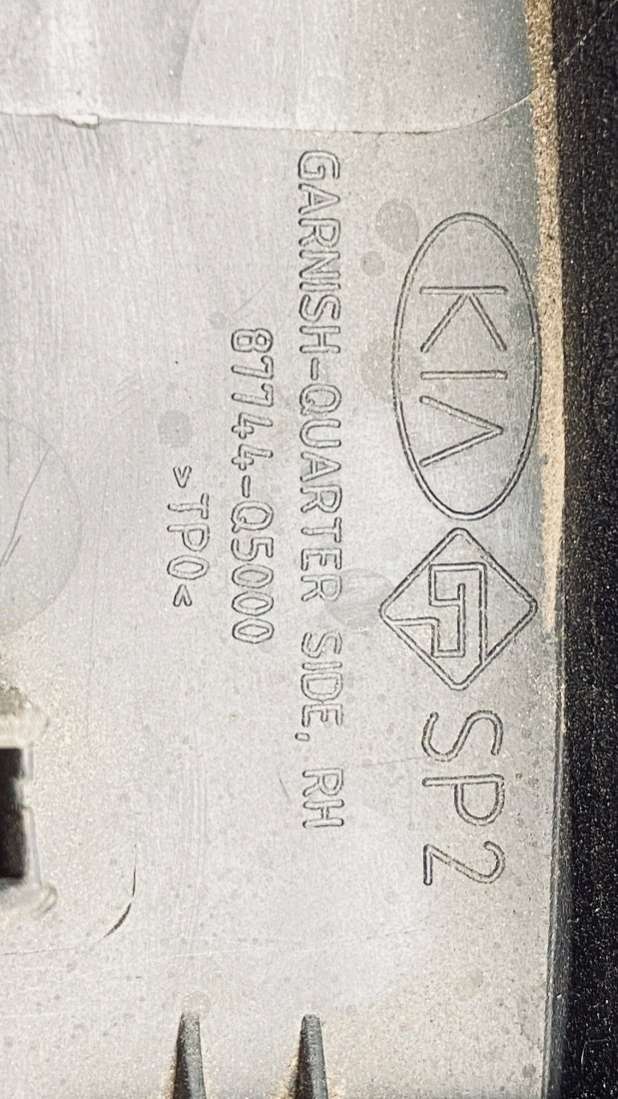 KIA SP2
GARNISH-QUARTER SIDE, RH
87744-Q5000
>TPO<